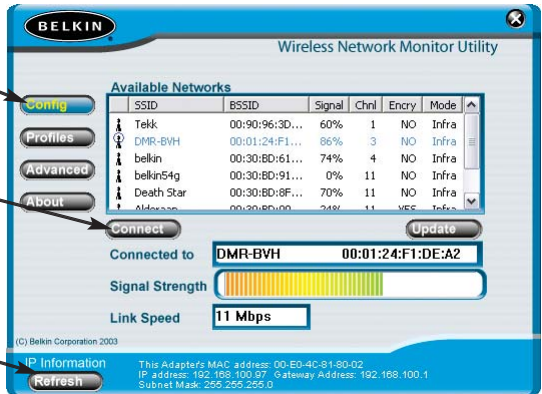 BELKIN
Wireless Network Monitor Utility
Available Networks
SSID BSSID Signal Chnl Encry Mode
Tekk 00:90:96:3D... 60% 1 NO Infra
DMR-BVH 00:01:24:F1... 86% 3 NO Infra
belkin 00:30:BD:61... 74% 4 NO Infra
belkin54g 00:30:BD:91... 0% 11 NO Infra
Death Star 00:30:BD:8F... 70% 11 NO Infra
Alderaan 24% 11 YES Infra
Config
Profiles
Advanced
About
Connect
Update
Connected to DMR-BVH 00:01:24:F1:DE:A2
Signal Strength
Link Speed 11 Mbps
(C) Belkin Corporation 2003
IP Information
Refresh
This Adapter's MAC address: 00-E0-4C-81-80-02
IP address: 192.168.100.97 Gateway Address: 192.168.100.1
Subnet Mask: 255.255.255.0